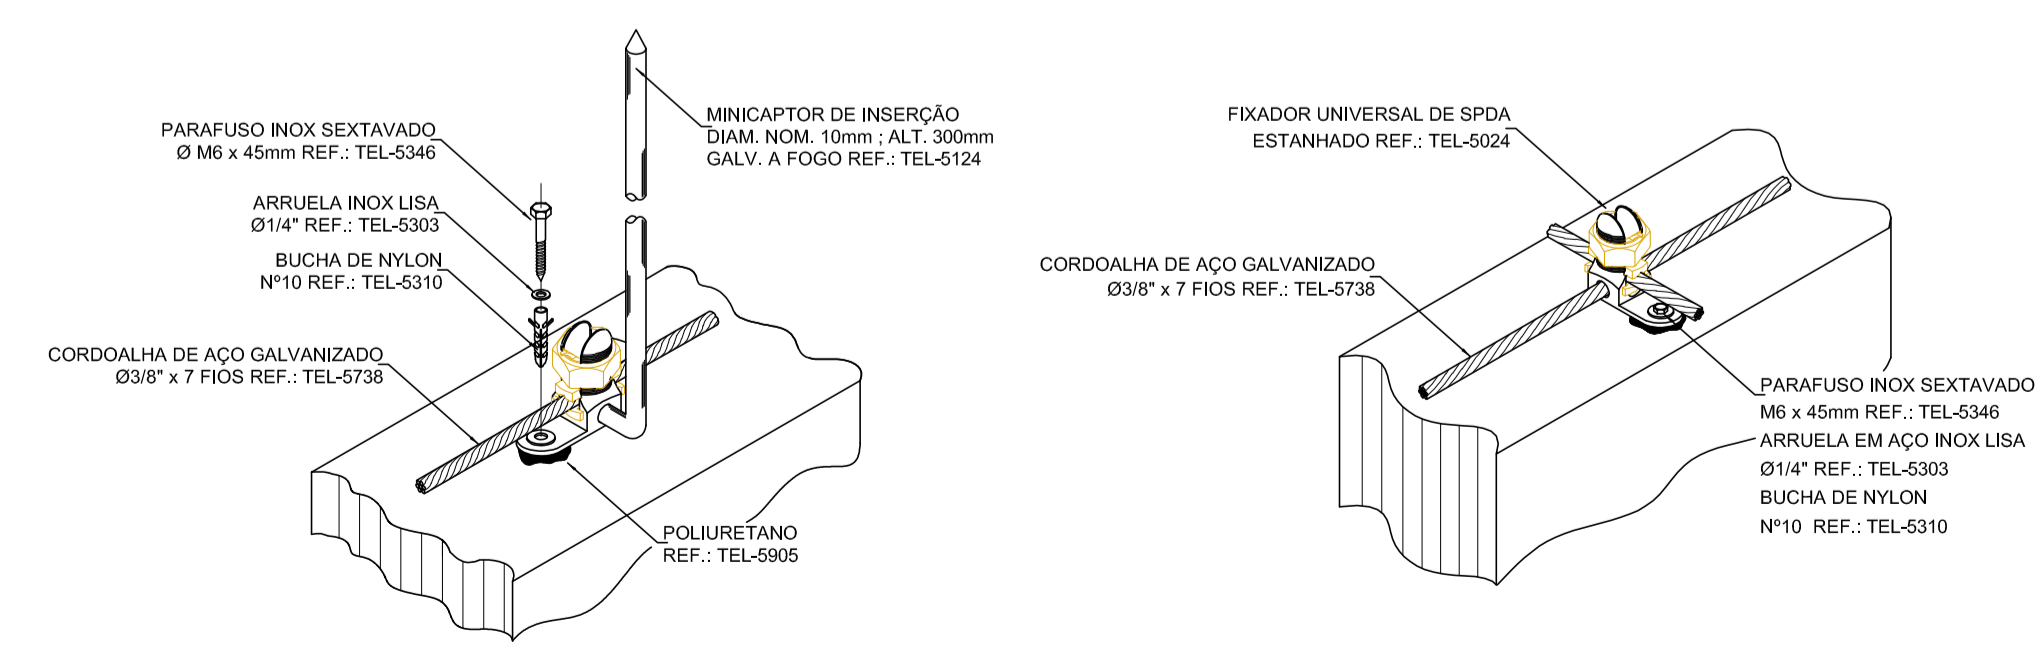 PARAFUSO INOX SEXTAVADO
Ø M6 x 45mm REF.: TEL-5346
ARRUELA INOX LISA
Ø1/4" REF.: TEL-5303
BUCHA DE NYLON
Nº10 REF.: TEL-5310
CORDOALHA DE AÇO GALVANIZADO
Ø3/8" x 7 FIOS REF.: TEL-5738
MINICAPTOR DE INSERÇÃO
DIAM. NOM. 10mm ; ALT. 300mm
GALV. A FOGO REF.: TEL-5124
POLIURETANO
REF.: TEL-5905
FIXADOR UNIVERSAL DE SPDA
ESTANHADO REF.: TEL-5024
CORDOALHA DE AÇO GALVANIZADO
Ø3/8" x 7 FIOS REF.: TEL-5738
PARAFUSO INOX SEXTAVADO
M6 x 45mm REF.: TEL-5346
ARRUELA EM AÇO INOX LISA
Ø1/4" REF.: TEL-5303
BUCHA DE NYLON
Nº10 REF.: TEL-5310